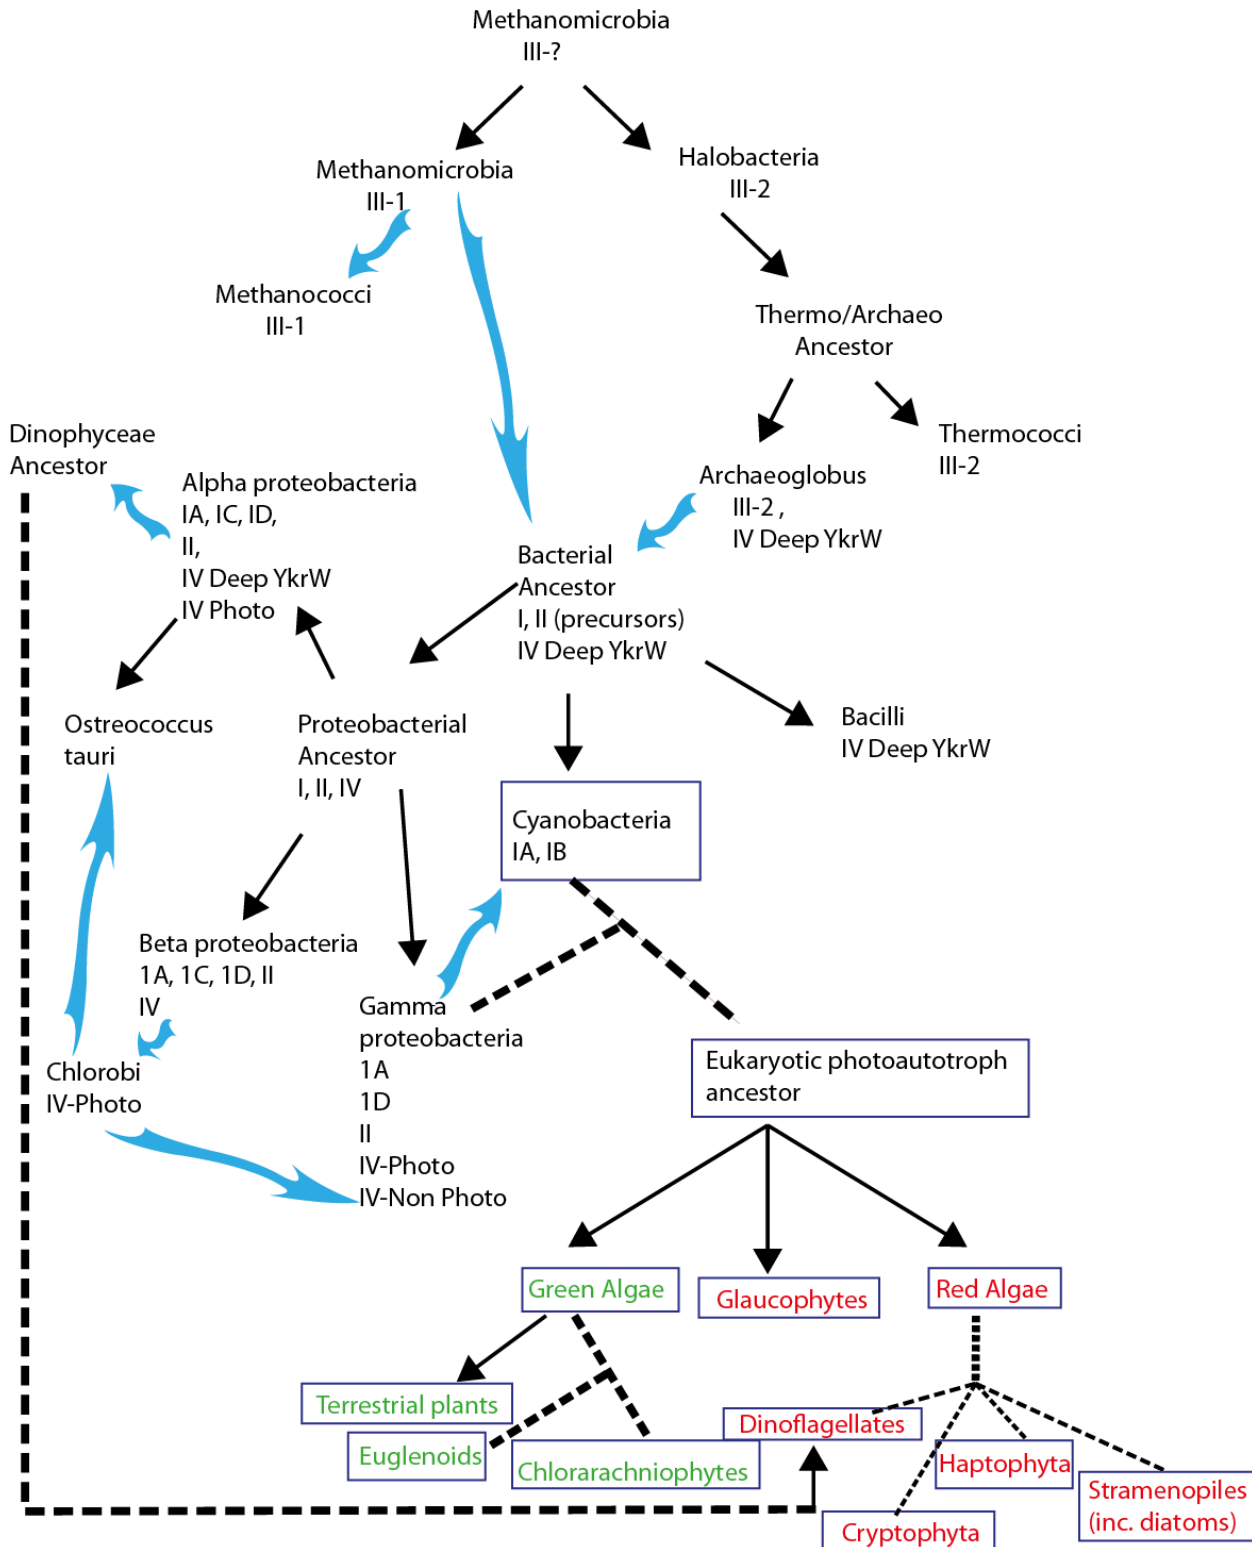 Methanomicrobia
III-?
Methanomicrobia
III-1
Halobacteria
III-2
Methanococci
III-1
Thermo/Archaeo
Ancestor
Dinophyceae
Ancestor
Thermococci
III-2
Alpha proteobacteria
IA, IC, ID,
II,
IV Deep YkrW
IV Photo
Archaeoglobus
III-2 ,
IV Deep YkrW
Bacterial
Ancestor
I, II (precursors)
IV Deep YkrW
Ostreococcus
tauri
Proteobacterial
Ancestor
I, II, IV
Bacilli
IV Deep YkrW
Cyanobacteria
IA, IB
Beta proteobacteria
1A, 1C, 1D, II
IV
Gamma
proteobacteria
1A
1D
II
IV-Photo
IV-Non Photo
Chlorobi
IV-Photo
Eukaryotic photoautotroph
ancestor
Green Algae
Glaucophytes
Red Algae
Terrestrial plants
Euglenoids
Chlorarachniophytes
Dinoflagellates
Haptophyta
Cryptophyta
Stramenopiles
(inc. diatoms)